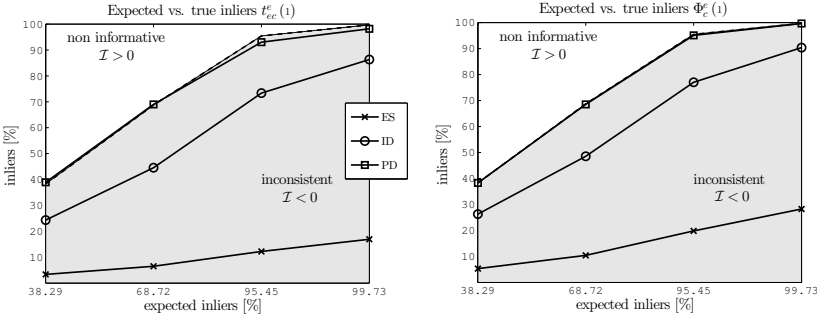 Expected vs. true inliers t^e_ec(1)
100
90
80
70
60
50
40
30
20
10
inliers [%]
non informative
I > 0
inconsistent
I < 0
ES
ID
PD
38.29 68.72 95.45 99.73
expected inliers [%]
Expected vs. true inliers Φ^e_c(1)
100
90
80
70
60
50
40
30
20
10
inliers [%]
non informative
I > 0
inconsistent
I < 0
38.29 68.72 95.45 99.73
expected inliers [%]